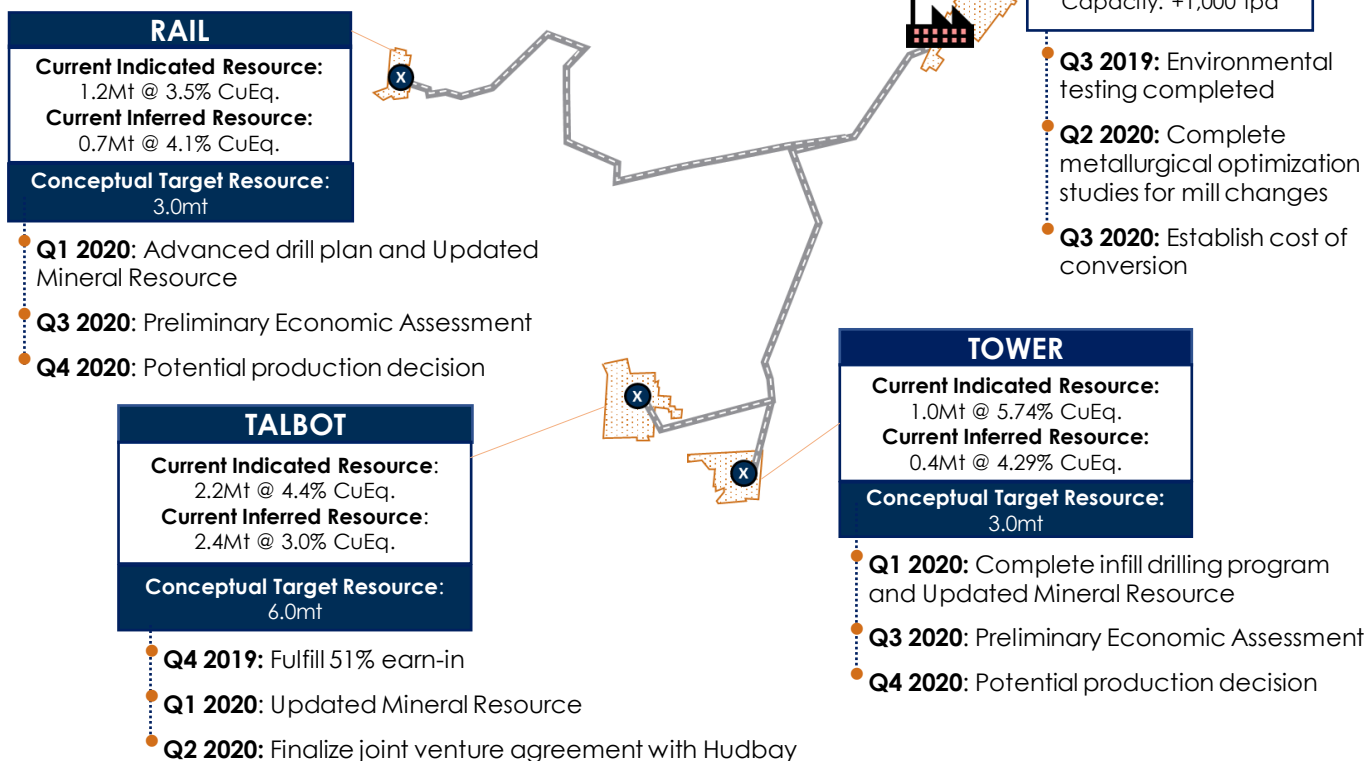 Capacity: +1,000 tpd
Q3 2019: Environmental
testing completed
Q2 2020: Complete
metallurgical optimization
studies for mill changes
Q3 2020: Establish cost of
conversion
RAIL
Current Indicated Resource:
1.2Mt @ 3.5% CuEq.
Current Inferred Resource:
0.7Mt @ 4.1% CuEq.
Conceptual Target Resource:
3.0mt
Q1 2020: Advanced drill plan and Updated
Mineral Resource
Q3 2020: Preliminary Economic Assessment
Q4 2020: Potential production decision
X
TALBOT
Current Indicated Resource:
2.2Mt @ 4.4% CuEq.
Current Inferred Resource:
2.4Mt @ 3.0% CuEq.
Conceptual Target Resource:
6.0mt
Q4 2019: Fulfill 51% earn-in
Q1 2020: Updated Mineral Resource
Q2 2020: Finalize joint venture agreement with Hudbay
X
X
TOWER
Current Indicated Resource:
1.0Mt @ 5.74% CuEq.
Current Inferred Resource:
0.4Mt @ 4.29% CuEq.
Conceptual Target Resource:
3.0mt
Q1 2020: Complete infill drilling program
and Updated Mineral Resource
Q3 2020: Preliminary Economic Assessment
Q4 2020: Potential production decision